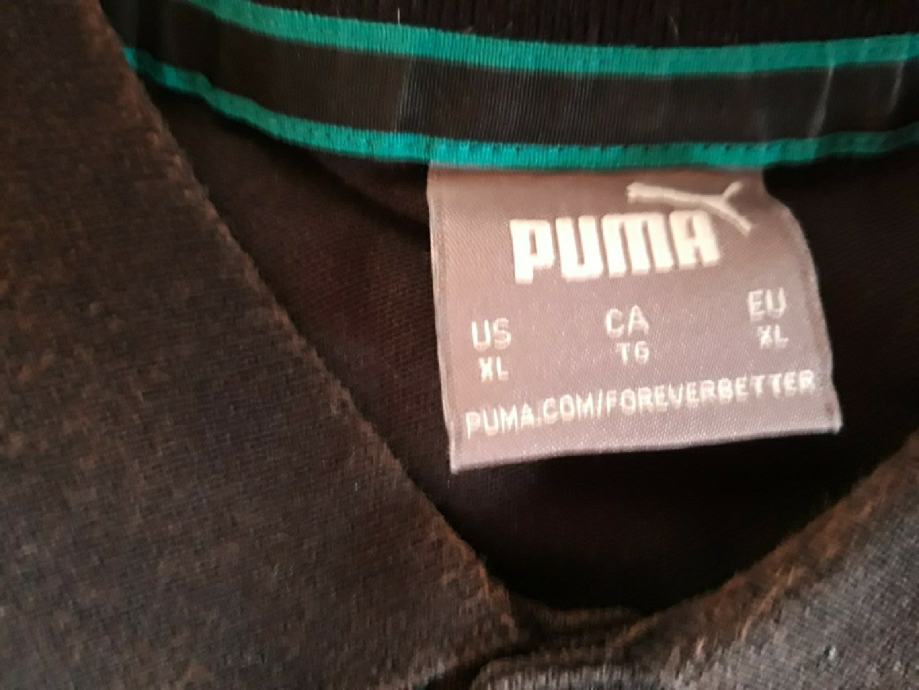 PUMA
US CA EU
XL TG XL
PUMA.COM/FOREVERBETTER